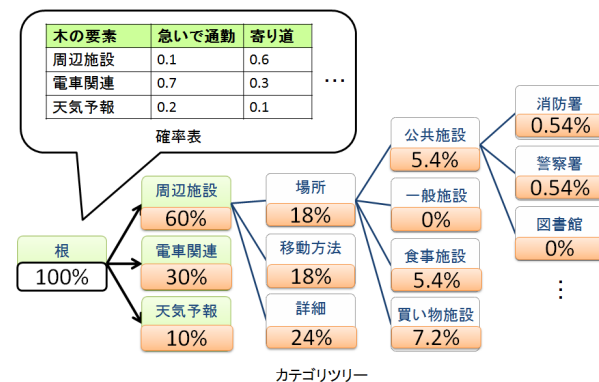 木の要素 急いで通勤 寄り道
周辺施設 0.1 0.6
電車関連 0.7 0.3
天気予報 0.2 0.1
…
確率表
根
100%
周辺施設
60%
電車関連
30%
天気予報
10%
場所
18%
移動方法
18%
詳細
24%
公共施設
5.4%
一般施設
0%
食事施設
5.4%
買い物施設
7.2%
消防署
0.54%
警察署
0.54%
図書館
0%
⋮
カテゴリツリー